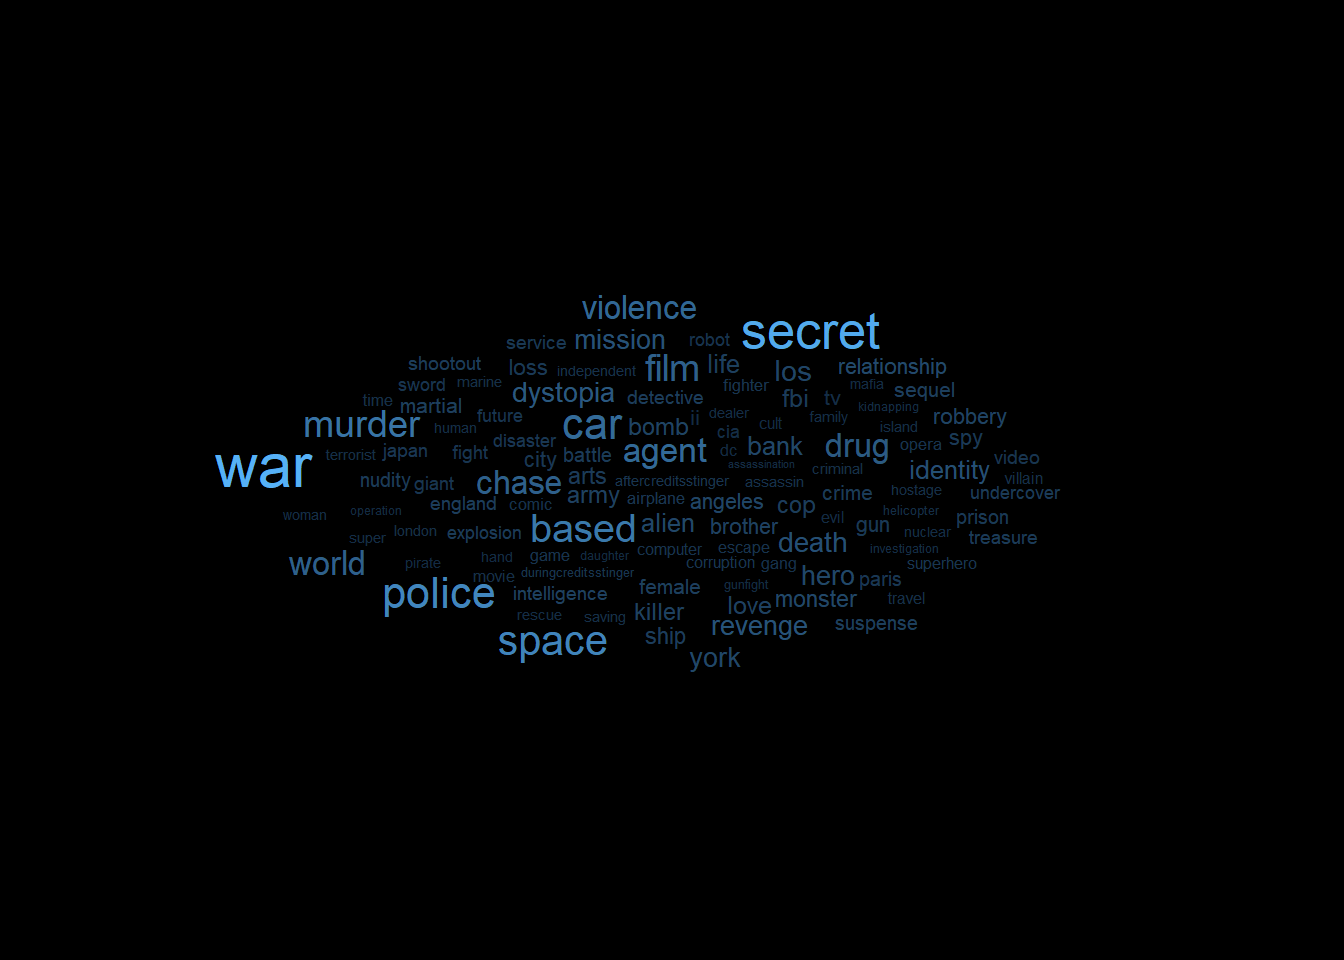 violence
secret
service mission robot
shootout loss independent film life los relationship
sword marine dystopia detective fighter fbi tv mafia sequel
time martial future car bomb ii dealer cult family kidnapping robbery
murder human disaster agent cia bank drug opera island spy
war terrorist japan fight city battle dc assassination criminal identity video
nudity giant chase arts aftercreditsstinger assassin crime hostage villain undercover
woman operation england comic army airplane angeles cop evil gun helicopter prison
super london explosion based alien brother death nuclear treasure
world pirate hand game daughter computer escape corruption gang investigation superhero
police movie duringcreditsstinger intelligence female gunfight hero paris
rescue saving killer love monster travel
space ship revenge suspense
york